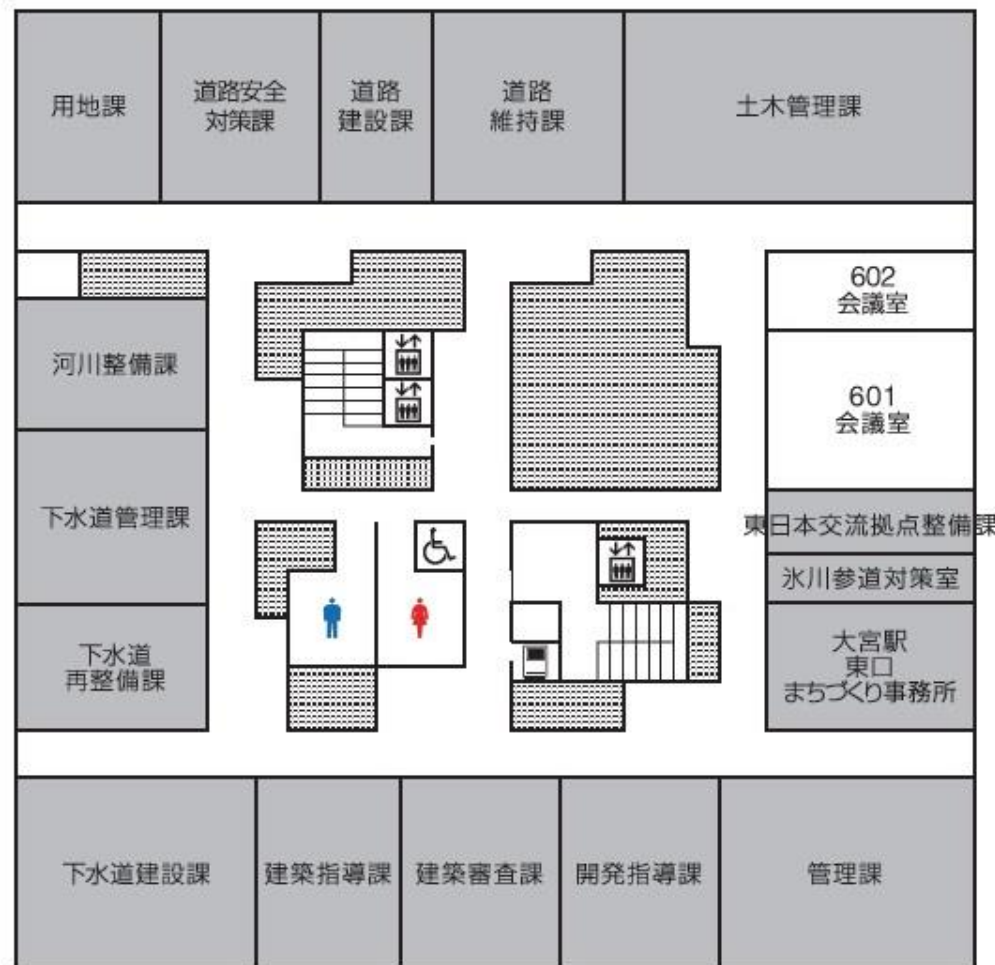 用地課
道路安全
対策課
道路
建設課
道路
維持課
土木管理課
602
会議室
601
会議室
河川整備課
下水道管理課
下水道
再整備課
東日本交流拠点整備課
氷川参道対策室
大宮駅
東口
まちづくり事務所
下水道建設課
建築指導課
建築審査課
開発指導課
管理課